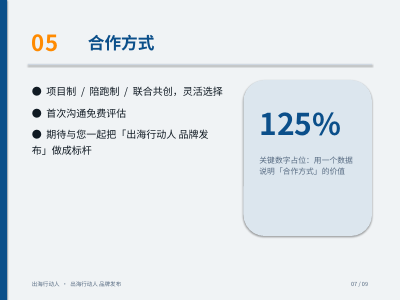 05 合作方式
● 项目制 / 陪跑制 / 联合共创，灵活选择
● 首次沟通免费评估
● 期待与您一起把「出海行动人 品牌发
布」做成标杆
125%
关键数字占位：用一个数据
说明「合作方式」的价值
出海行动人 · 出海行动人 品牌发布
07 / 09